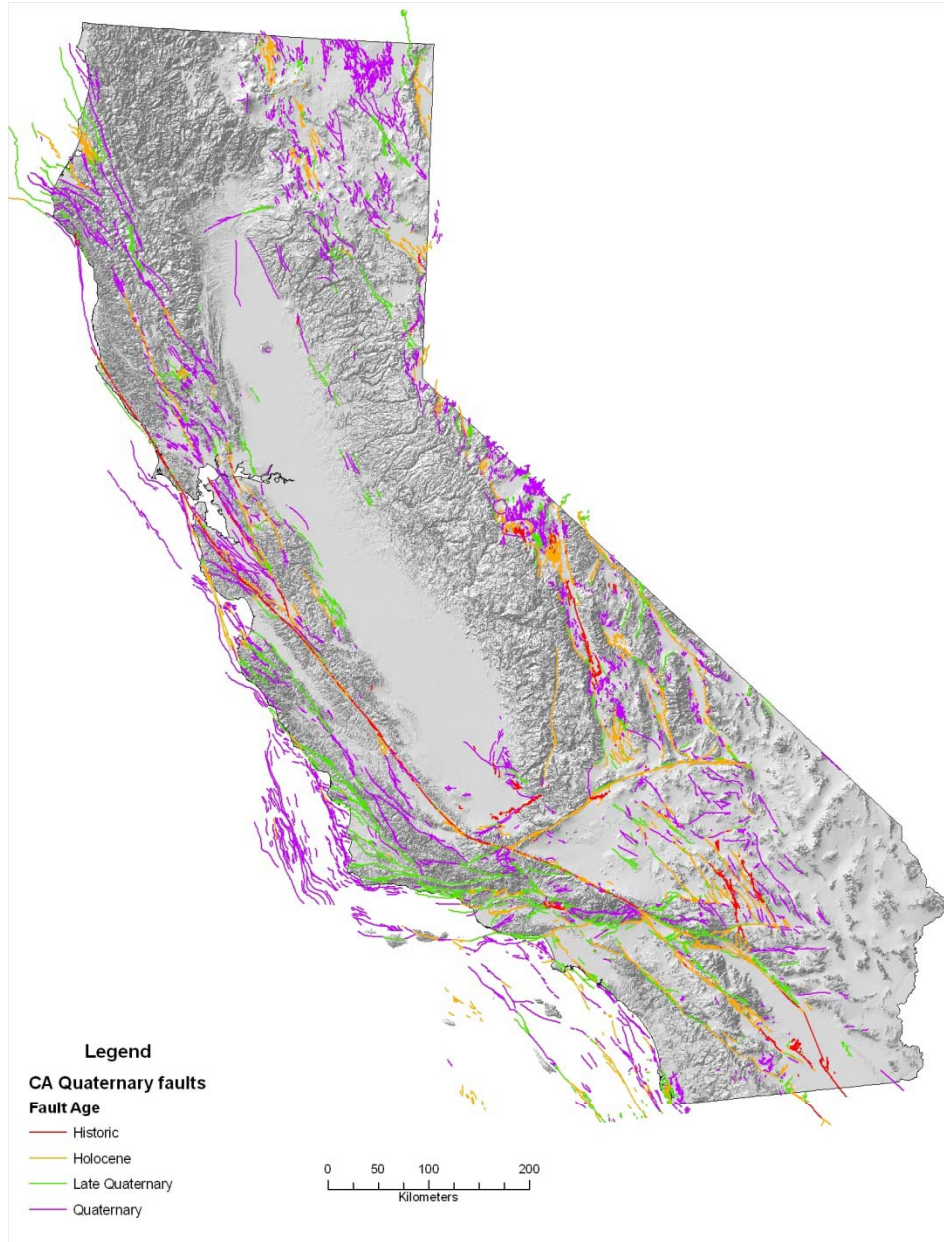 Legend
CA Quaternary faults
Fault Age
Historic
Holocene
Late Quaternary
Quaternary
0 50 100 200
Kilometers